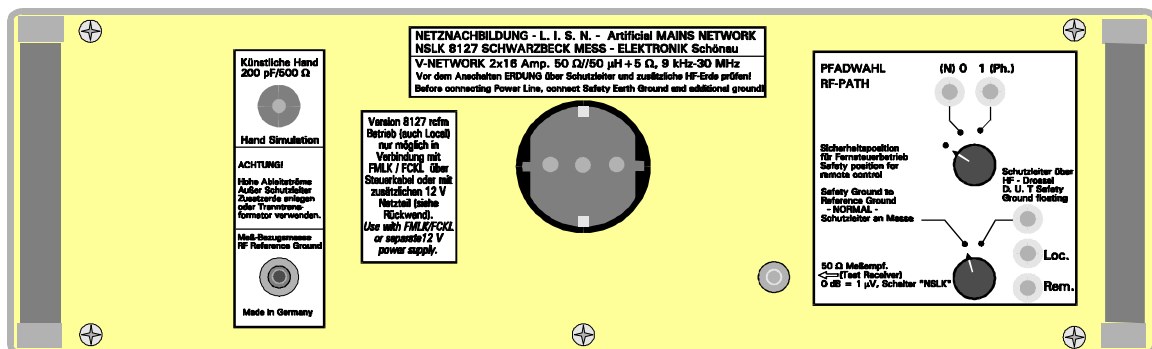 NETZNACHBILDUNG - L. I. S. N. - Artificial MAINS NETWORK
NSLK 8127 SCHWARZBECK MESS - ELEKTRONIK Schönau
V-NETWORK 2x16 Amp. 50 Ω//50 µH+5 Ω, 9 kHz-30 MHz
Vor dem Anschalten ERDUNG über Schutzleiter und zusätzliche HF-Erde prüfen!
Before connecting Power Line, connect Safety Earth Ground and additional ground!
Künstliche Hand
200 pF/500 Ω
Hand Simulation
ACHTUNG!
Hohe Ableitströme
Außer Schutzleiter
Zusatzerde anlegen
oder Tranntrans-
formator verwenden.
Meß-Bezugsmasse
RF Reference Ground
Made in Germany
Version 8127 rcfm
Betrieb (auch Local)
nur möglich in
Verbindung mit
FMLK / FCKL über
Steuerkabel oder mit
zusätzlichen 12 V
Netzteil (siehe
Rückwand).
Use with FMLK/FCKL
or separate12 V
power supply.
PFADWAHL
RF-PATH
(N) 0 1 (Ph.)
Sicherheitsposition
für Fernsteuerbetrieb
Safety position for
remote control
Schutzleiter über
HF - Drossel
D. U. T Safety
Ground floating
Safety Ground to
Reference Ground
- NORMAL -
Schutzleiter an Masse
Loc.
50 Ω Meßempf.
(Test Receiver)
0 dB = 1 µV, Schalter "NSLK"
Rem.